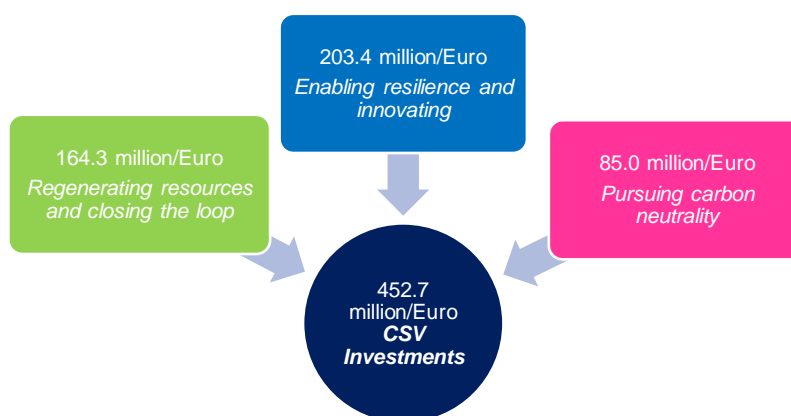 203.4 million/Euro
Enabling resilience and
innovating
164.3 million/Euro
Regenerating resources
and closing the loop
85.0 million/Euro
Pursuing carbon
neutrality
452.7
million/Euro
CSV
Investments